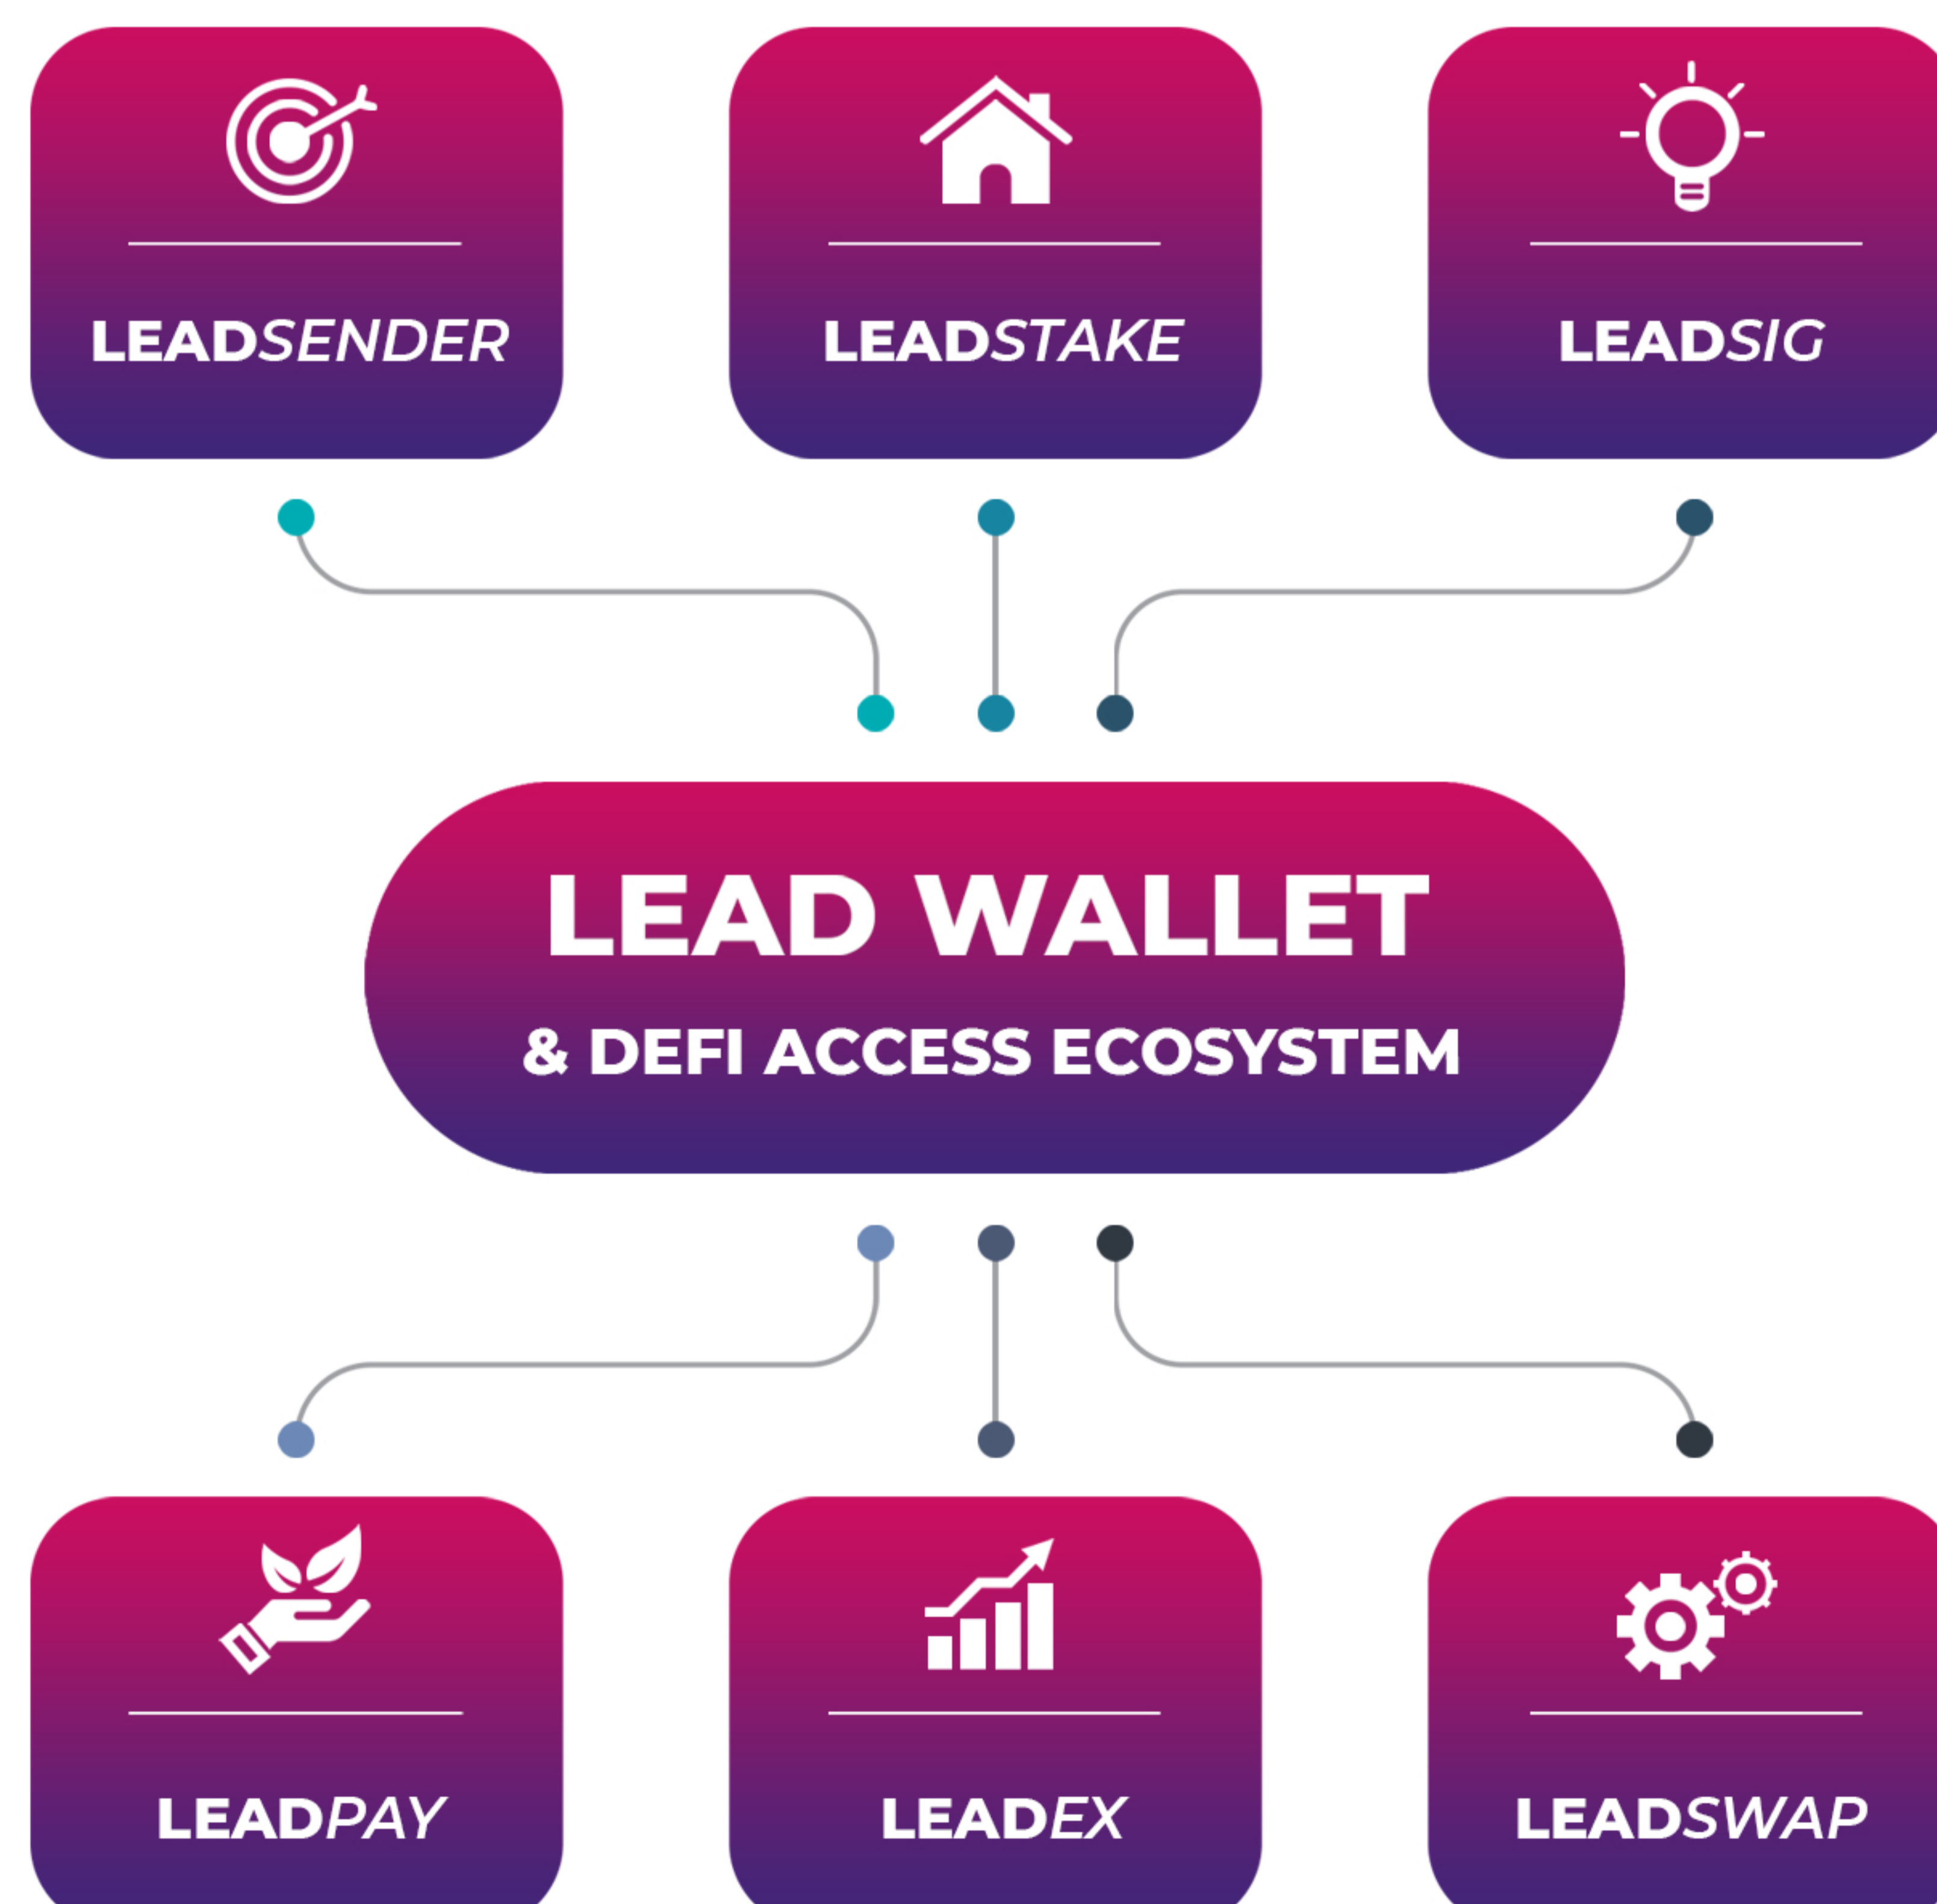 LEADSENDER
LEADSTAKE
LEADSIG
LEAD WALLET
& DEFI ACCESS ECOSYSTEM
LEADPAY
LEADEX
LEADSWAP